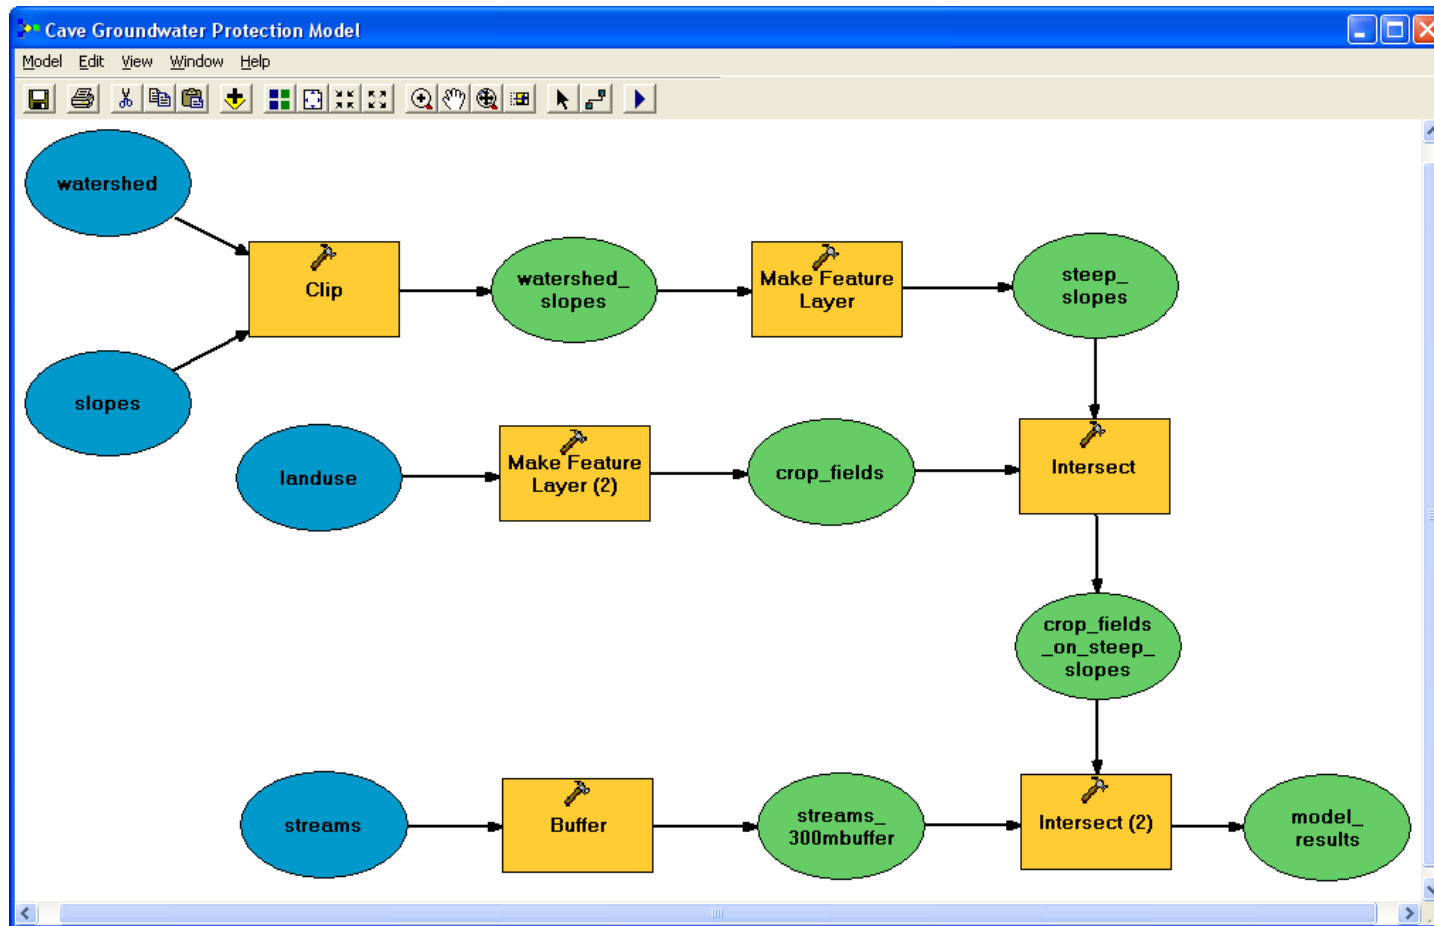 Cave Groundwater Protection Model
Model Edit View Window Help
watershed
Clip
watershed_
slopes
Make Feature
Layer
steep_
slopes
slopes
landuse
Make Feature
Layer (2)
crop_fields
Intersect
crop_fields
_on_steep_
slopes
streams
Buffer
streams_
300mbuffer
Intersect (2)
model_
results